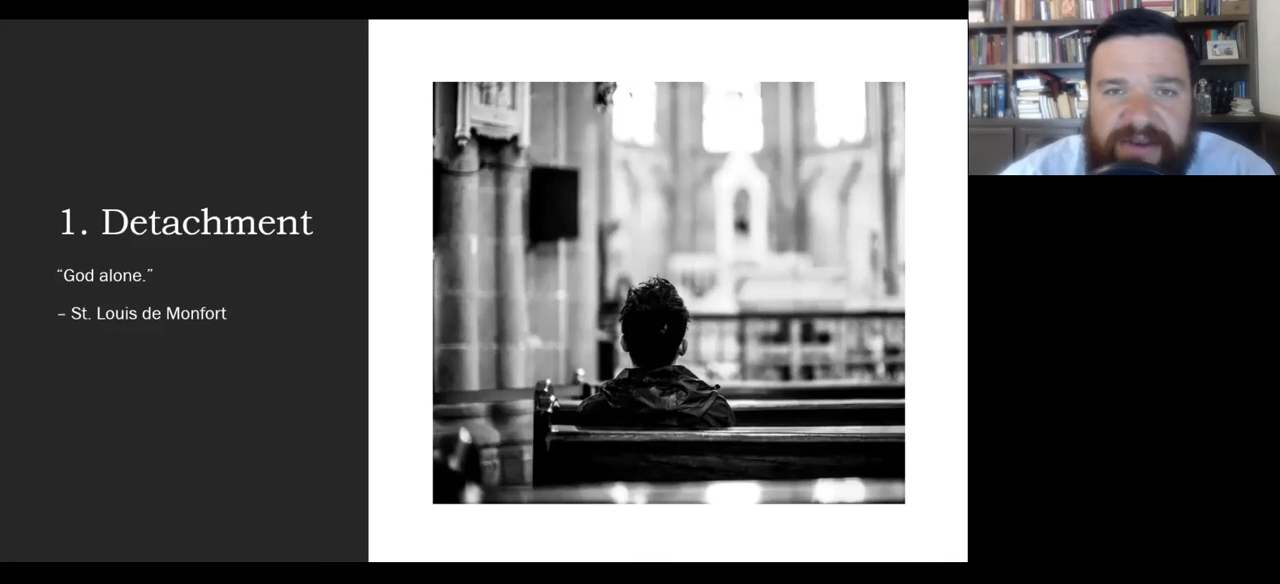 1. Detachment
“God alone.”
– St. Louis de Monfort